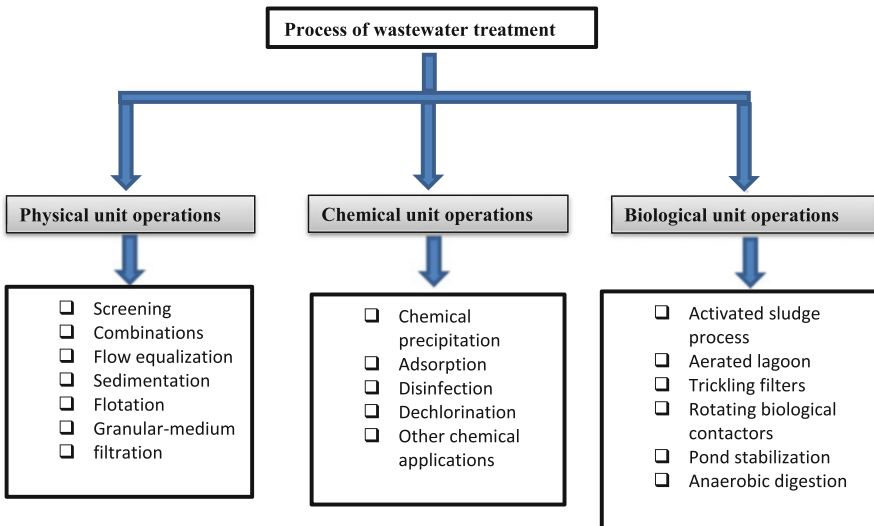 Process of wastewater treatment
Physical unit operations
Chemical unit operations
Biological unit operations
❑ Screening
❑ Combinations
❑ Flow equalization
❑ Sedimentation
❑ Flotation
❑ Granular-medium
❑ filtration
❑ Chemical
precipitation
❑ Adsorption
❑ Disinfection
❑ Dechlorination
❑ Other chemical
applications
❑ Activated sludge
process
❑ Aerated lagoon
❑ Trickling filters
❑ Rotating biological
contactors
❑ Pond stabilization
❑ Anaerobic digestion